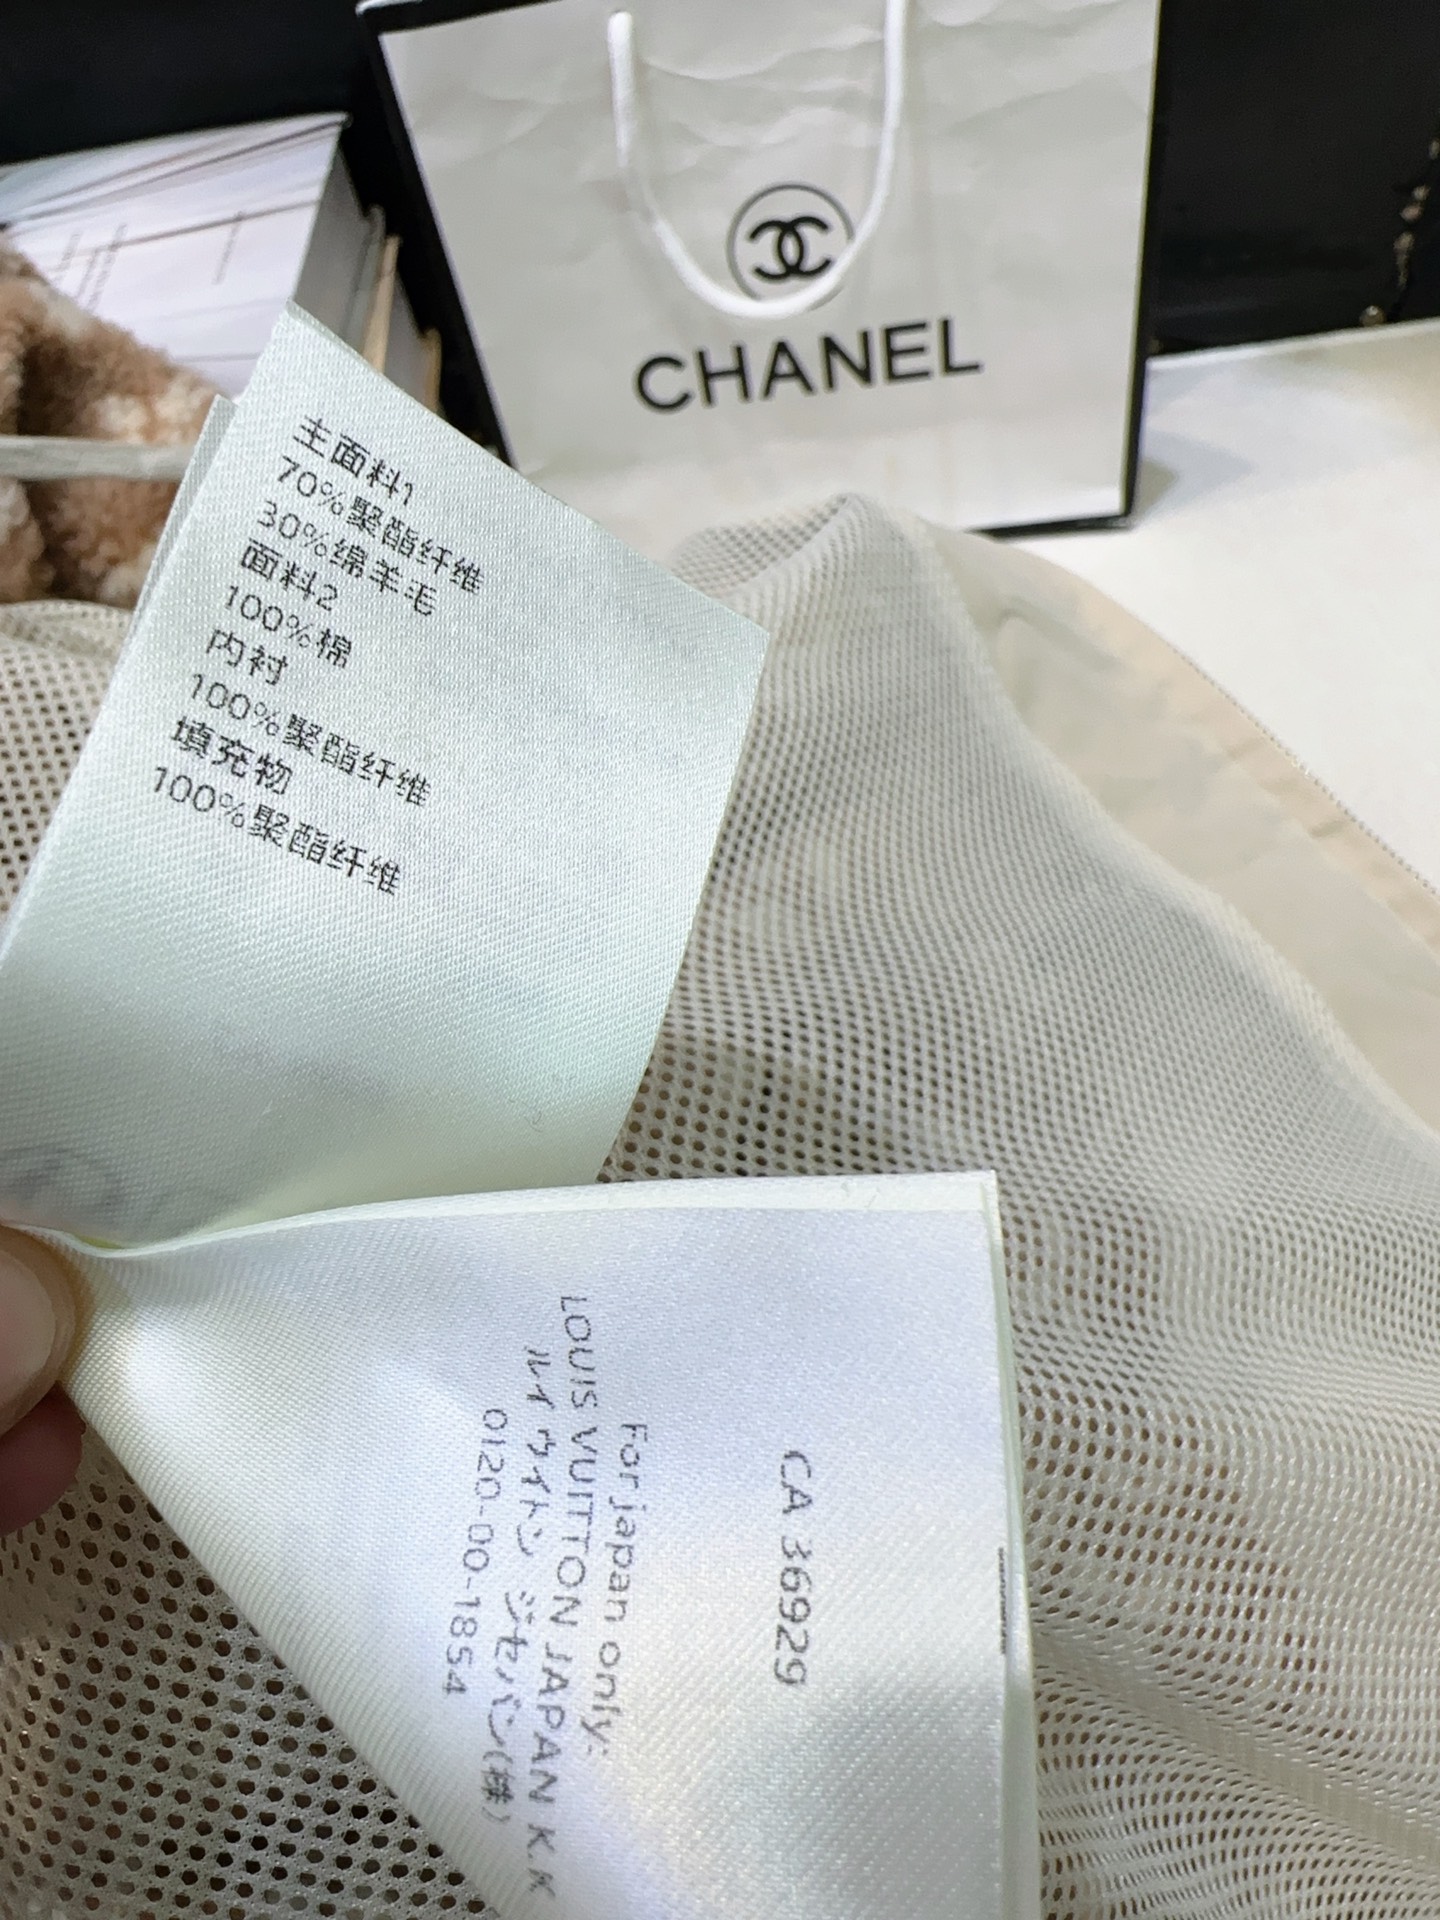 CHANEL
主面料1
70%聚酯纤维
30%绵羊毛
面料2
100%棉
内衬
100%聚酯纤维
填充物
100%聚酯纤维
CA 36929
For japan only:
LOUIS VUITTON JAPAN K.K
ルイ ヴイトン ジセパン(株)
0120-00-1854